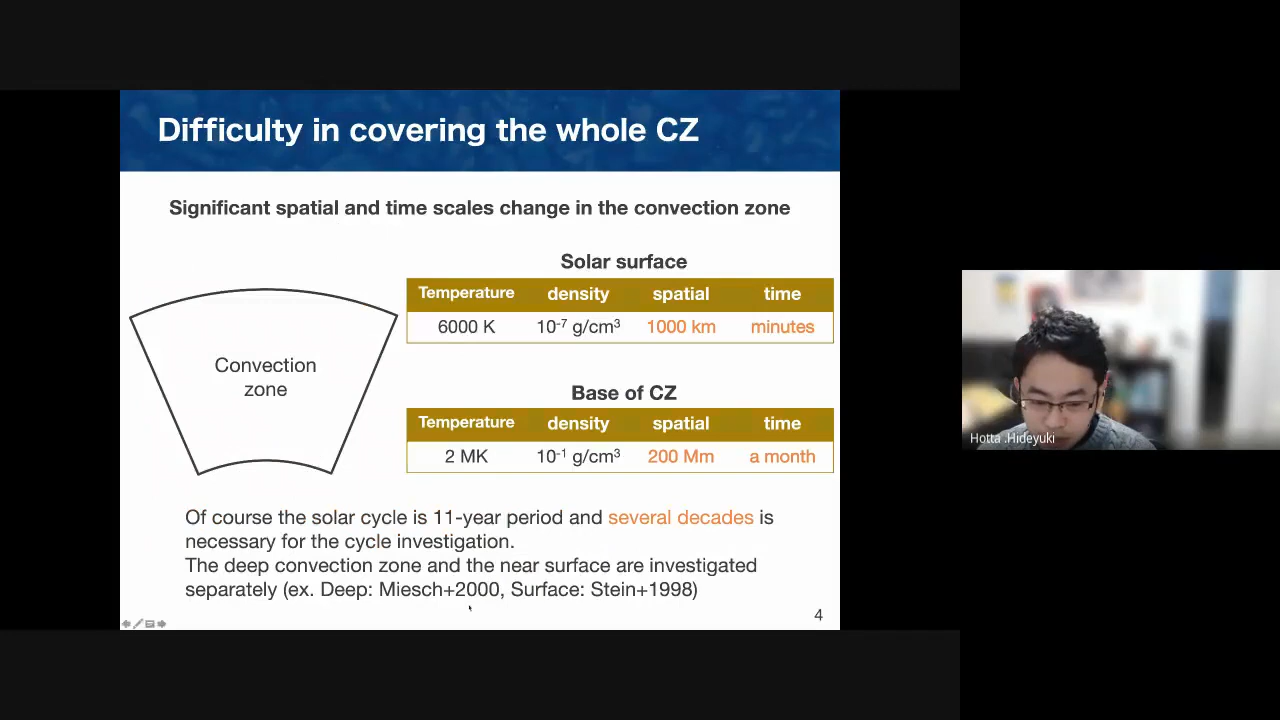 Difficulty in covering the whole CZ
Significant spatial and time scales change in the convection zone
Convection
zone
Solar surface
Temperature density spatial time
6000 K 10⁻⁷ g/cm³ 1000 km minutes
Base of CZ
Temperature density spatial time
2 MK 10⁻¹ g/cm³ 200 Mm a month
Of course the solar cycle is 11-year period and several decades is
necessary for the cycle investigation.
The deep convection zone and the near surface are investigated
separately (ex. Deep: Miesch+2000, Surface: Stein+1998)
4
Hotta .Hideyuki